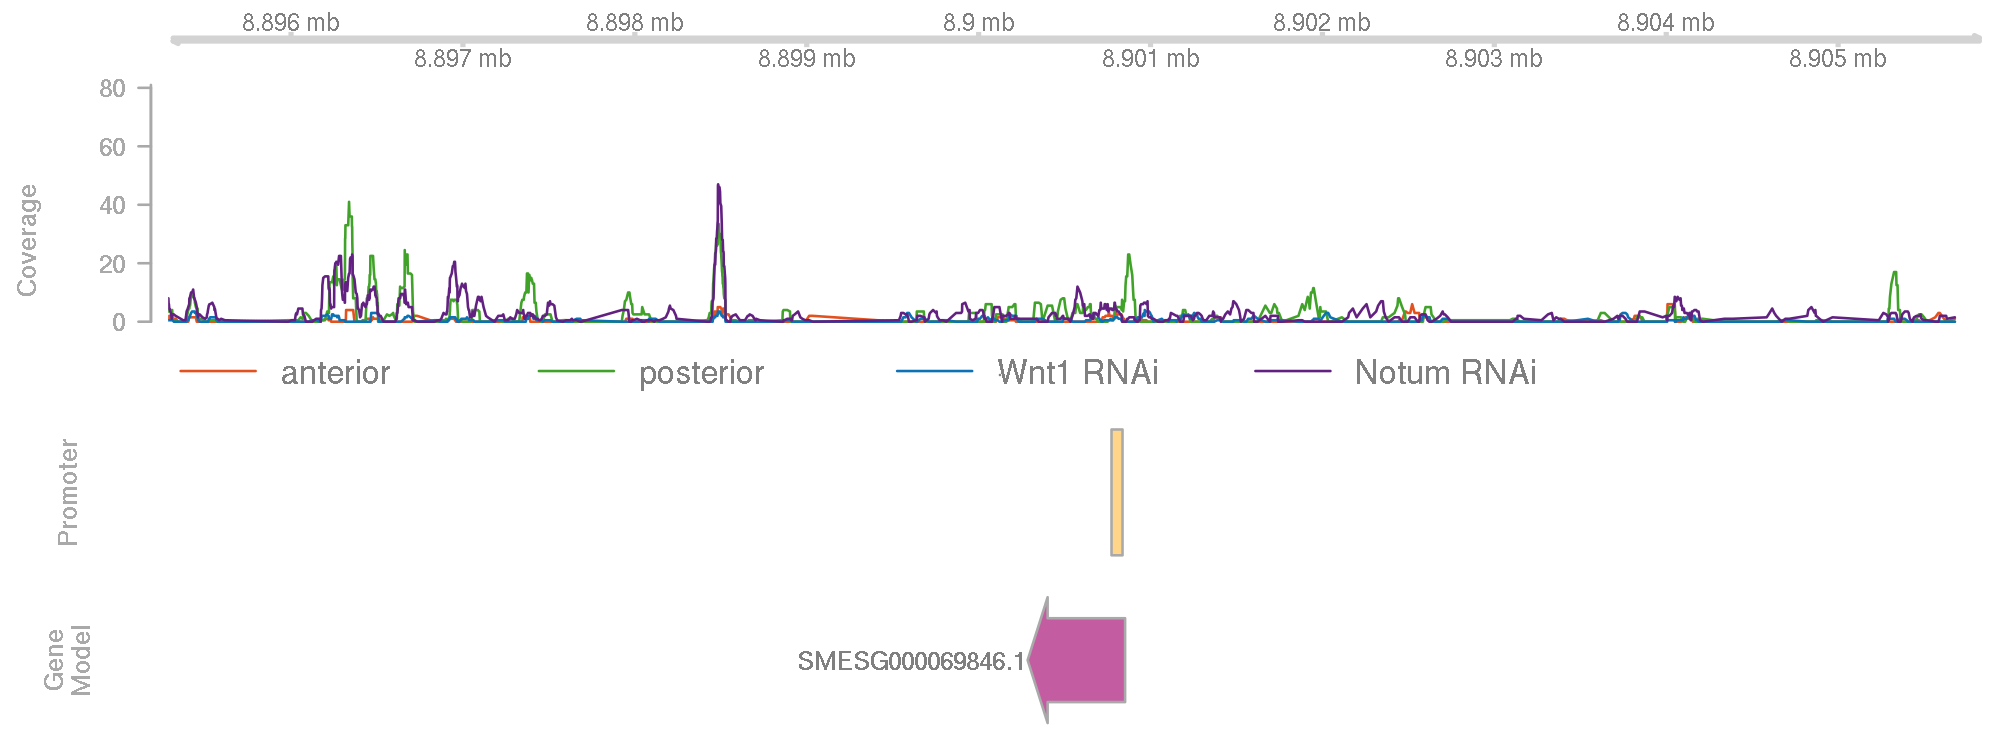 8.896 mb 8.898 mb 8.9 mb 8.902 mb 8.904 mb
8.897 mb 8.899 mb 8.901 mb 8.903 mb 8.905 mb
80
60
40
20
0
Coverage
anterior posterior Wnt1 RNAi Notum RNAi
Promoter
SMESG000069846.1
Gene
Model